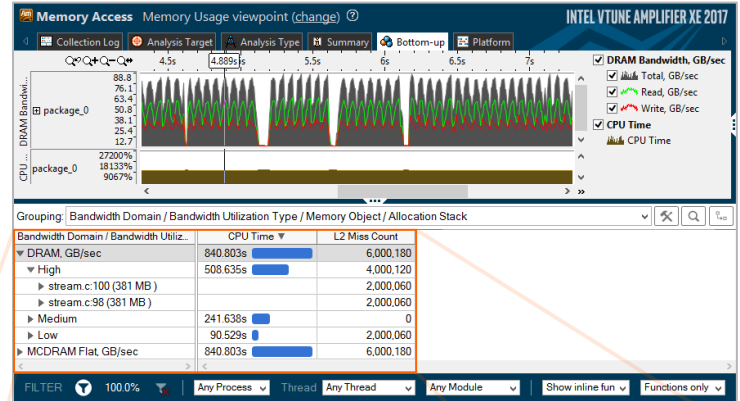 Memory Access Memory Usage viewpoint (change) INTEL VTUNE AMPLIFIER XE 2017
Collection Log Analysis Target Analysis Type Summary Bottom-up Platform
4.5s 4.889s 5.5s 6s 6.5s 7s
DRAM Bandwi...
package_0
88.8
76.1
63.4
50.8
38.1
25.4
12.7
CPU ...
package_0
27200%
18133%
9067%
DRAM Bandwidth, GB/sec
Total, GB/sec
Read, GB/sec
Write, GB/sec
CPU Time
CPU Time
Grouping: Bandwidth Domain / Bandwidth Utilization Type / Memory Object / Allocation Stack
Bandwidth Domain / Bandwidth Utiliz... CPU Time L2 Miss Count
DRAM, GB/sec 840.803s 6,000,180
High 508.635s 4,000,120
stream.c:100 (381 MB ) 2,000,060
stream.c:98 (381 MB ) 2,000,060
Medium 241.638s 0
Low 90.529s 2,000,060
MCDRAM Flat, GB/sec 840.803s 6,000,180
FILTER 100.0% Any Process Thread Any Thread Any Module Show inline fun Functions only